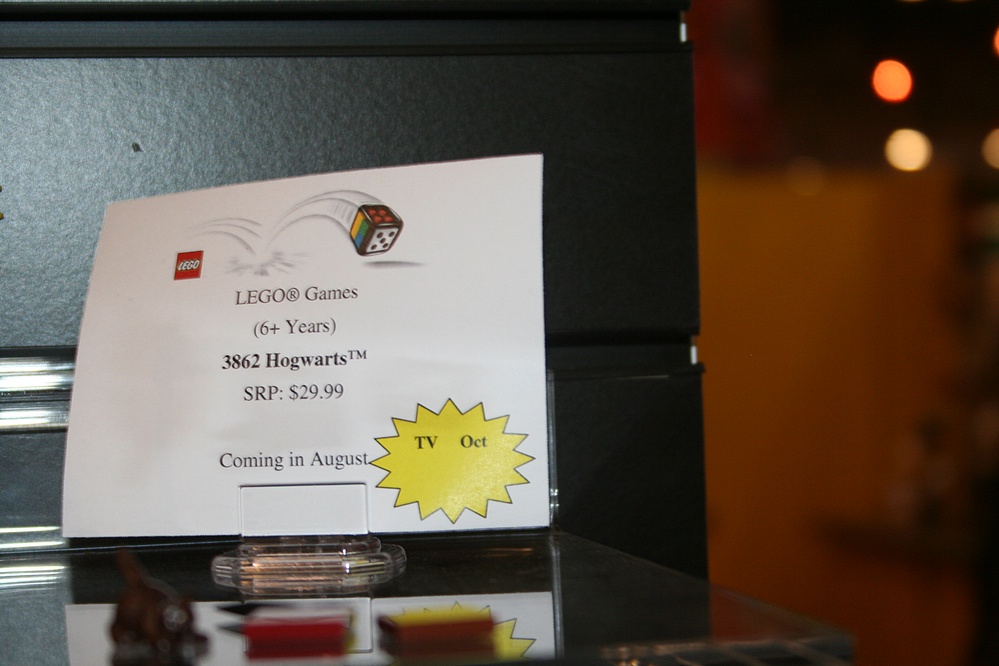 LEGO
LEGO® Games
(6+ Years)
3862 Hogwarts™
SRP: $29.99
TV Oct
Coming in August